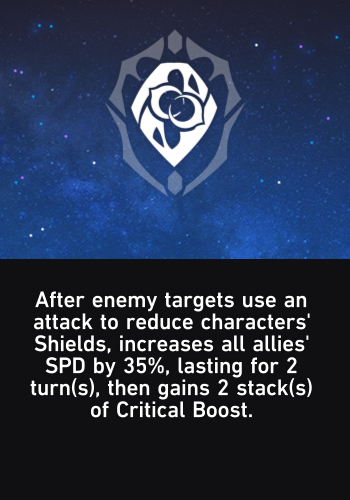 After enemy targets use an
attack to reduce characters'
Shields, increases all allies'
SPD by 35%, lasting for 2
turn(s), then gains 2 stack(s)
of Critical Boost.